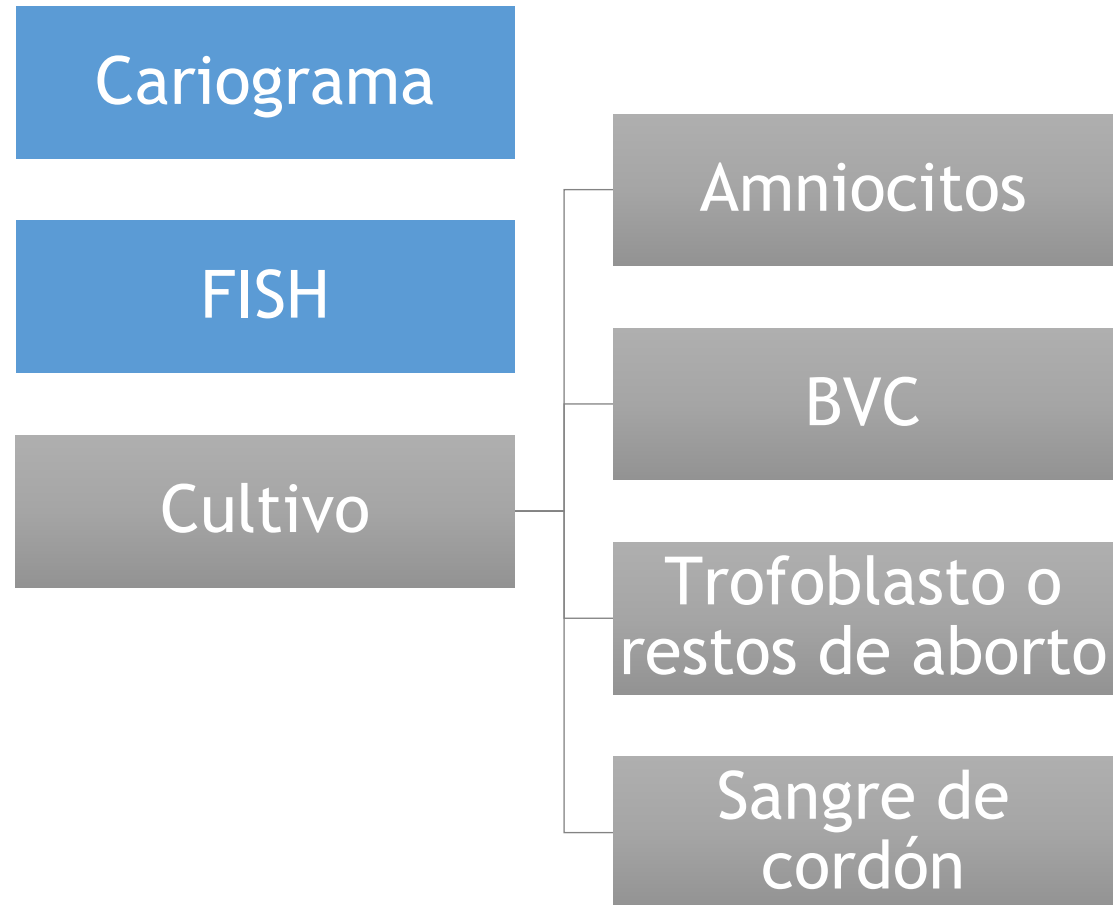 Cariograma
FISH
Cultivo
Amniocitos
BVC
Trofoblasto o
restos de aborto
Sangre de
cordón